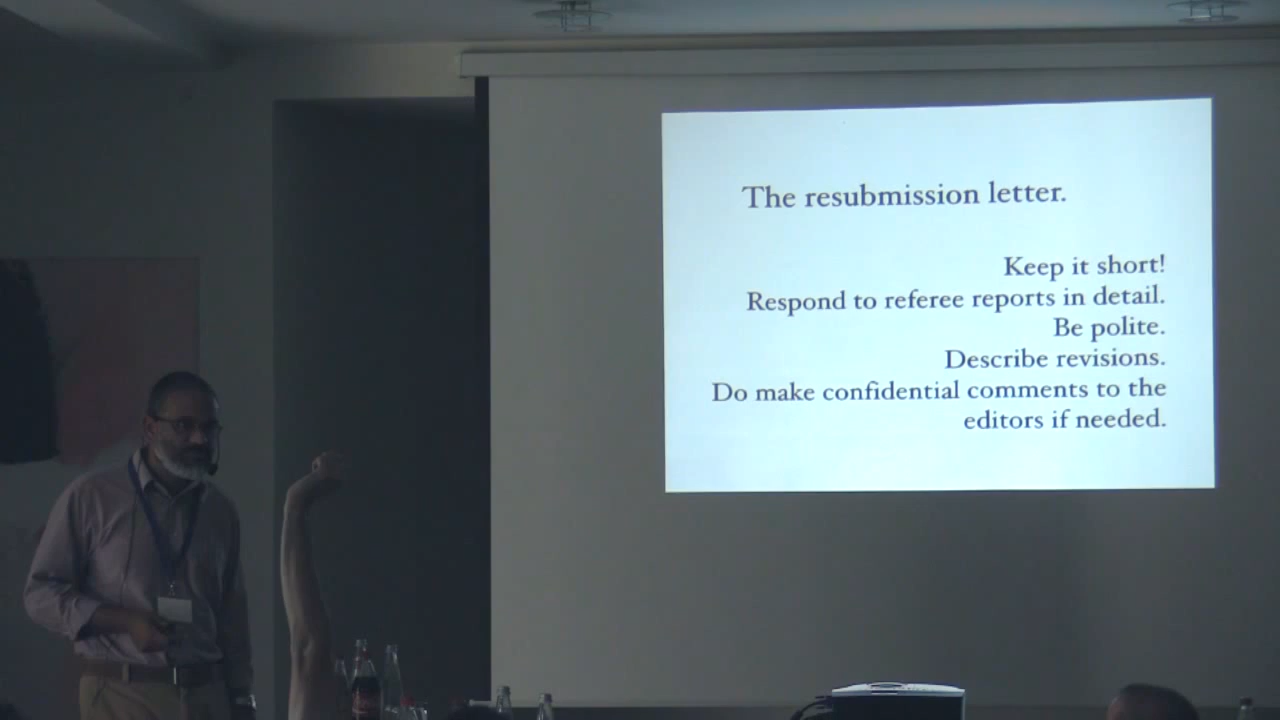 The resubmission letter.
Keep it short!
Respond to referee reports in detail.
Be polite.
Describe revisions.
Do make confidential comments to the
editors if needed.